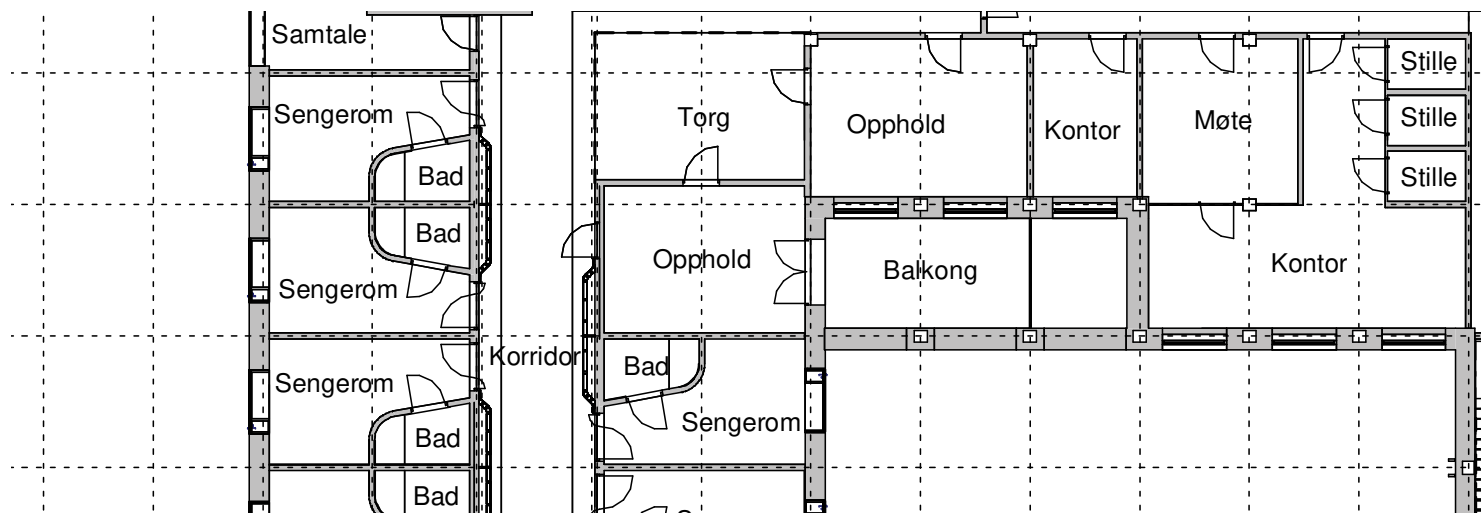 Samtale
Stille
Sengerom
Torg
Opphold
Kontor
Møte
Stille
Bad
Stille
Bad
Opphold
Balkong
Kontor
Sengerom
Korridor
Bad
Sengerom
Sengerom
Bad
Bad